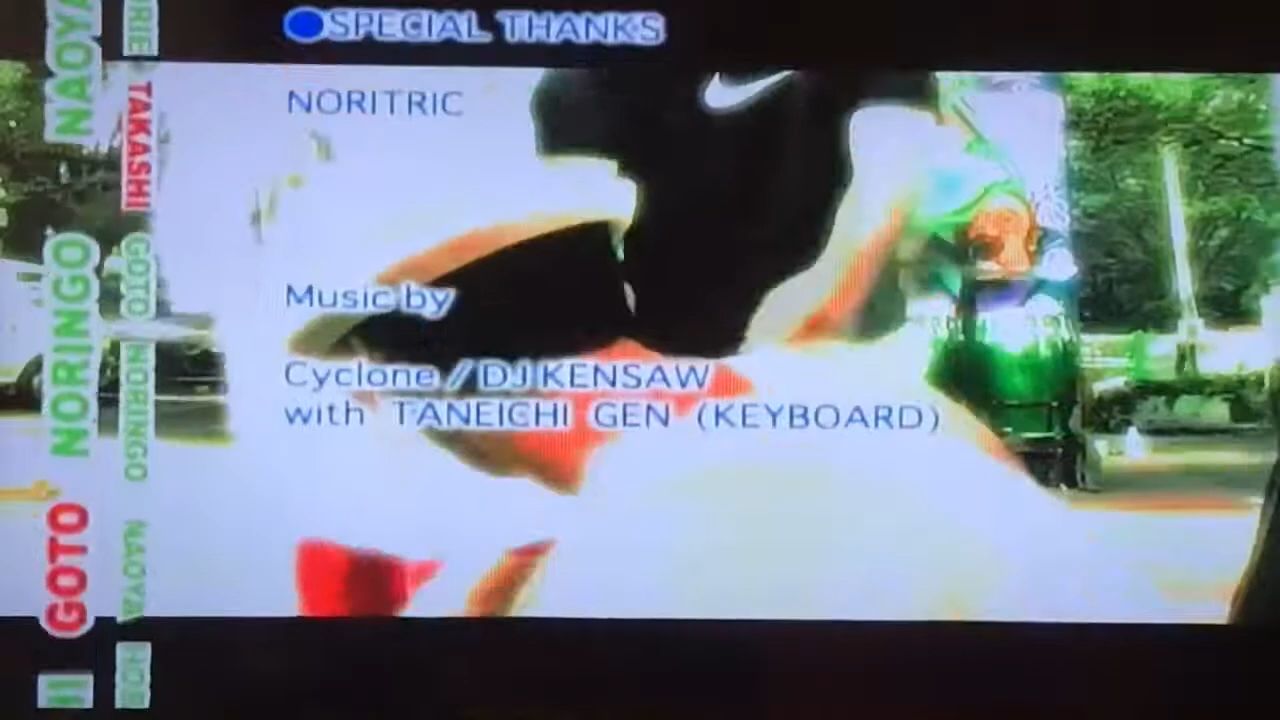 SPECIAL THANKS
NORITRIC
Music by
Cyclone / DJ KENSAW
with TANEICHI GEN (KEYBOARD)
NAOYA
NORINGO
GOTO
TAKASHI
GOTO
NORINGO
NAOYA